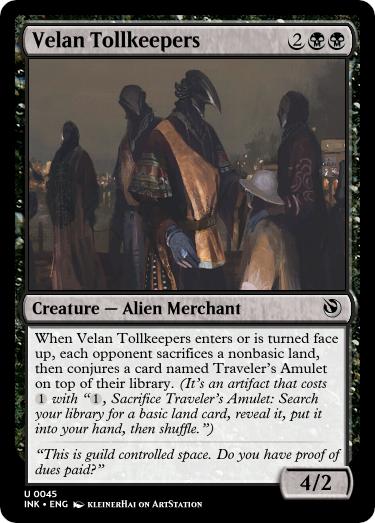 Velan Tollkeepers 2
Creature — Alien Merchant
When Velan Tollkeepers enters or is turned face
up, each opponent sacrifices a nonbasic land,
then conjures a card named Traveler's Amulet
on top of their library. (It's an artifact that costs
1 with “1, Sacrifice Traveler's Amulet: Search
your library for a basic land card, reveal it, put it
into your hand, then shuffle.”)
“This is guild controlled space. Do you have proof of
dues paid?”
4/2
U 0045
INK • ENG KLEINERHAI ON ARTSTATION